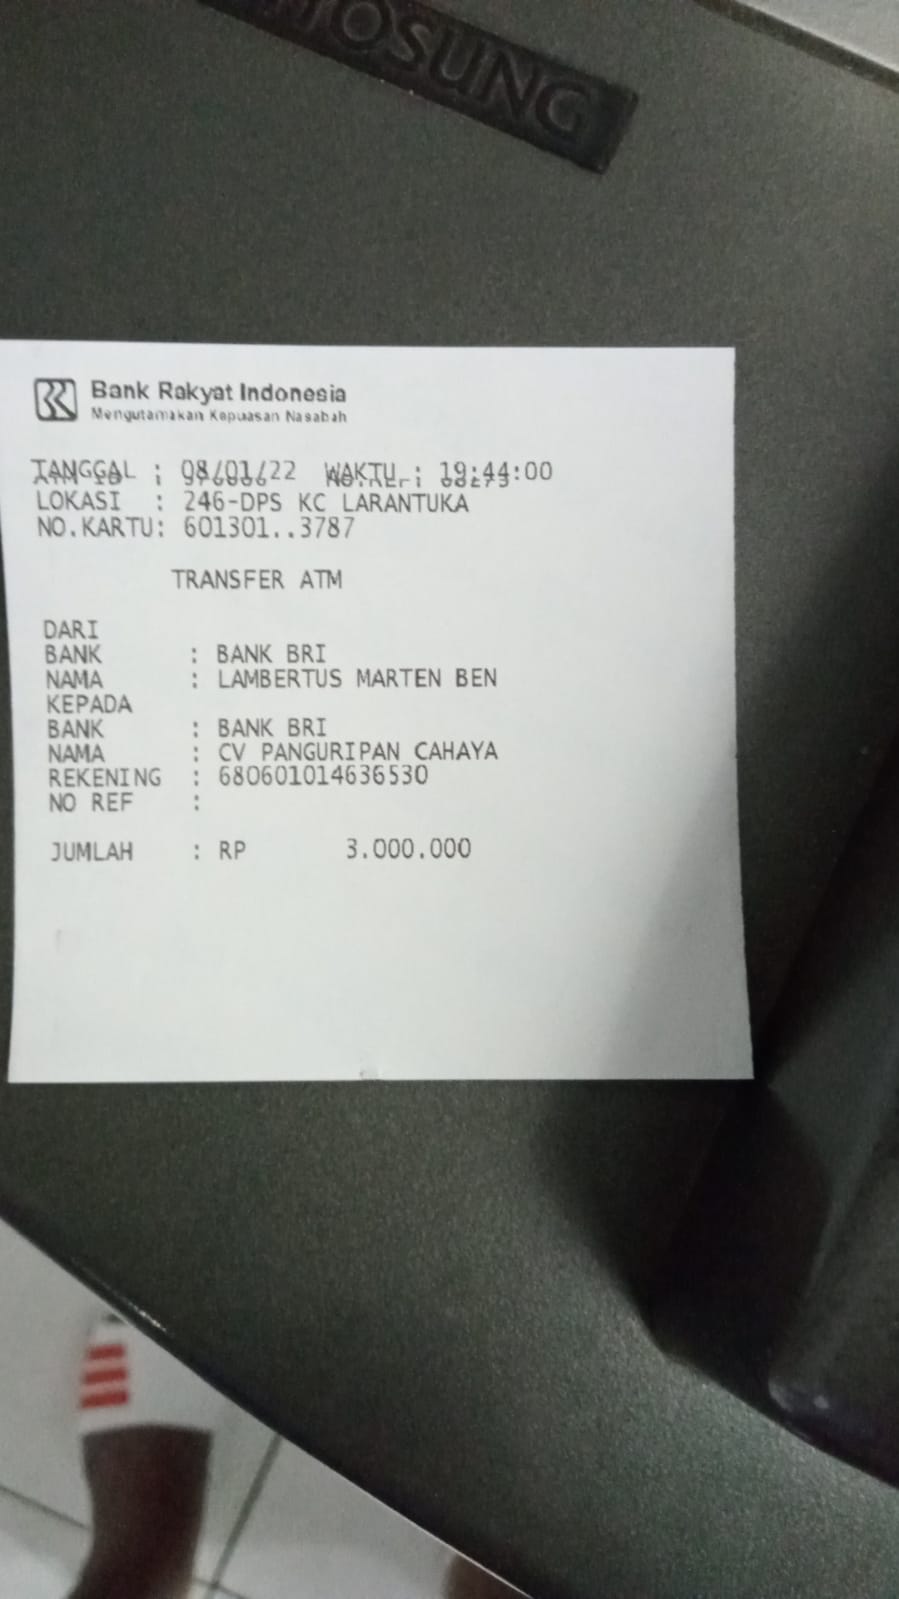 OSUNG
Bank Rakyat Indonesia
Mengutamakan Kepuasan Nasabah
TANGGAL : 08/01/22 WAKTU : 19:44:00
LOKASI : 246-DPS KC LARANTUKA
NO.KARTU: 601301..3787
TRANSFER ATM
DARI
BANK : BANK BRI
NAMA : LAMBERTUS MARTEN BEN
KEPADA
BANK : BANK BRI
NAMA : CV PANGURIPAN CAHAYA
REKENING : 680601014636530
NO REF :
JUMLAH : RP 3.000.000